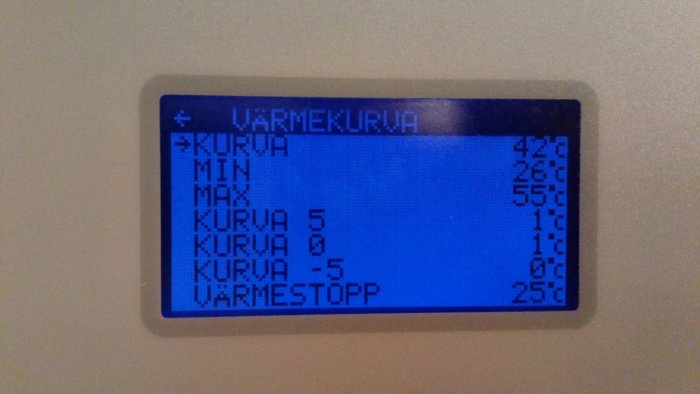 ← VÄRMEKURVA
→KURVA 42°C
MIN 26°C
MAX 55°C
KURVA 5 1°C
KURVA 0 1°C
KURVA -5 0°C
VÄRMESTOPP 25°C